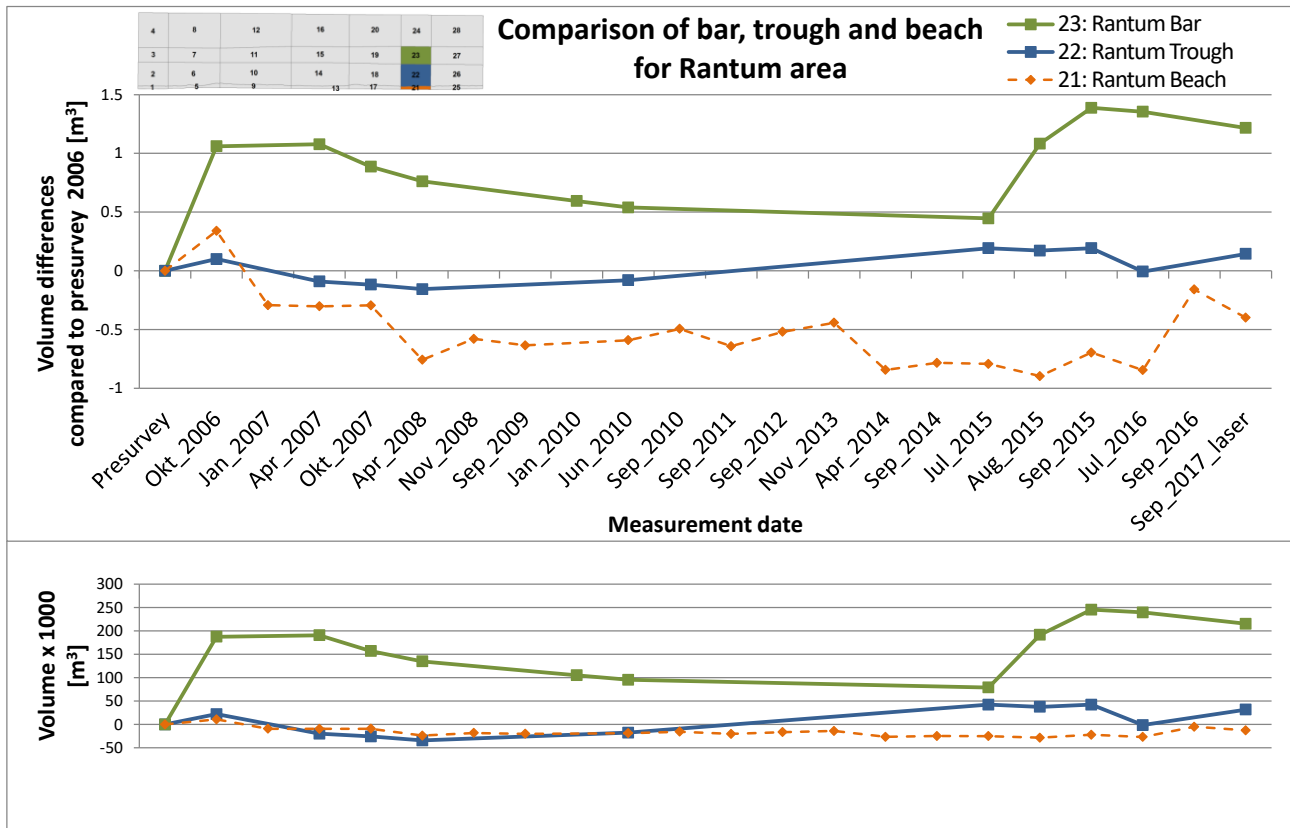 4 8 12 16 20 24 28
3 7 11 15 19 23 27
2 6 10 14 18 22 26
1 5 9 13 17 21 25
Comparison of bar, trough and beach
for Rantum area
23: Rantum Bar
22: Rantum Trough
21: Rantum Beach
Volume differences
compared to presurvey 2006 [m³]
1.5
1
0.5
0
-0.5
-1
Presurvey
Okt_2006
Jan_2007
Apr_2007
Okt_2007
Apr_2008
Nov_2008
Sep_2009
Jan_2010
Jun_2010
Sep_2010
Sep_2011
Sep_2012
Nov_2013
Apr_2014
Sep_2014
Jul_2015
Aug_2015
Sep_2015
Jul_2016
Sep_2016
Sep_2017_laser
Measurement date
Volume x 1000
[m³]
300
250
200
150
100
50
0
-50